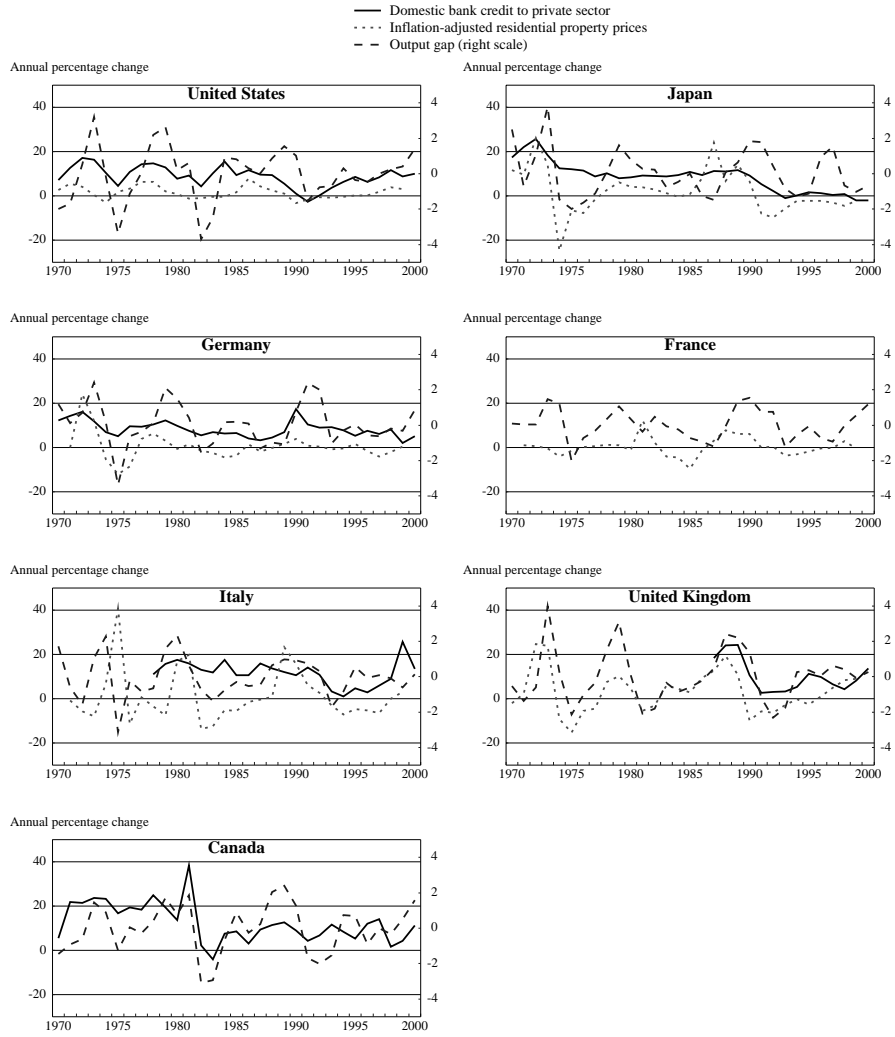 Domestic bank credit to private sector
Inflation-adjusted residential property prices
Output gap (right scale)
Annual percentage change
United States
40
20
0
-20
4
2
0
-2
-4
1970 1975 1980 1985 1990 1995 2000
Annual percentage change
Japan
40
20
0
-20
4
2
0
-2
-4
1970 1975 1980 1985 1990 1995 2000
Annual percentage change
Germany
40
20
0
-20
4
2
0
-2
-4
1970 1975 1980 1985 1990 1995 2000
Annual percentage change
France
40
20
0
-20
4
2
0
-2
-4
1970 1975 1980 1985 1990 1995 2000
Annual percentage change
Italy
40
20
0
-20
4
2
0
-2
-4
1970 1975 1980 1985 1990 1995 2000
Annual percentage change
United Kingdom
40
20
0
-20
4
2
0
-2
-4
1970 1975 1980 1985 1990 1995 2000
Annual percentage change
Canada
40
20
0
-20
4
2
0
-2
-4
1970 1975 1980 1985 1990 1995 2000